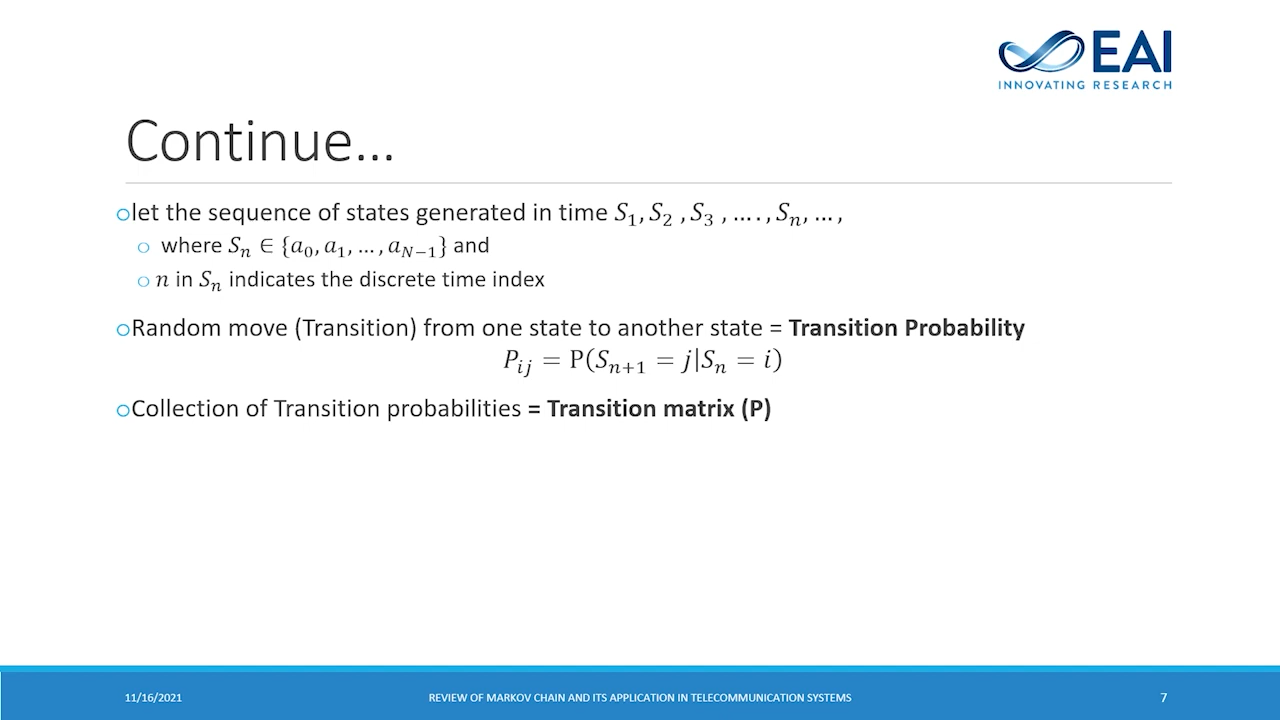 EAI
INNOVATING RESEARCH
Continue…
let the sequence of states generated in time S₁, S₂ , S₃ , … . , Sₙ, … ,
where Sₙ ∈ {a₀, a₁, … , a_{N−1}} and
n in Sₙ indicates the discrete time index
Random move (Transition) from one state to another state = Transition Probability
P_{ij} = P(S_{n+1} = j|Sₙ = i)
Collection of Transition probabilities = Transition matrix (P)
11/16/2021 REVIEW OF MARKOV CHAIN AND ITS APPLICATION IN TELECOMMUNICATION SYSTEMS 7